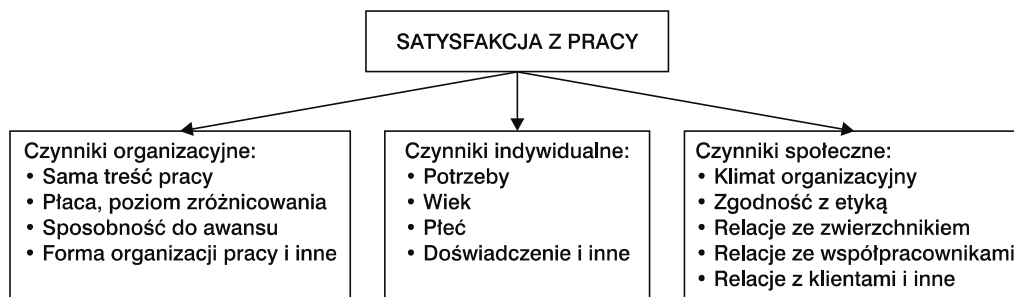 SATYSFAKCJA Z PRACY
Czynniki organizacyjne:
• Sama treść pracy
• Płaca, poziom zróżnicowania
• Sposobność do awansu
• Forma organizacji pracy i inne
Czynniki indywidualne:
• Potrzeby
• Wiek
• Płeć
• Doświadczenie i inne
Czynniki społeczne:
• Klimat organizacyjny
• Zgodność z etyką
• Relacje ze zwierzchnikiem
• Relacje ze współpracownikami
• Relacje z klientami i inne